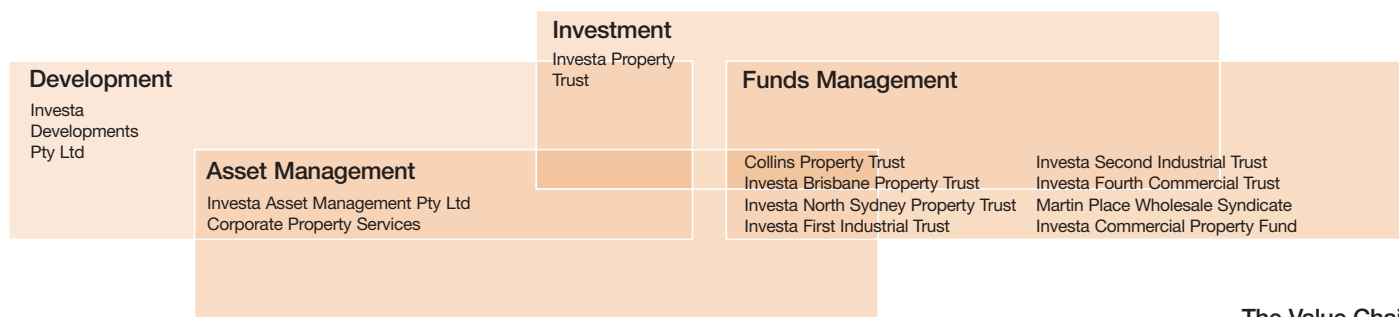 Investment
Investa Property
Trust
Development
Investa
Developments
Pty Ltd
Funds Management
Asset Management
Investa Asset Management Pty Ltd
Corporate Property Services
Collins Property Trust
Investa Brisbane Property Trust
Investa North Sydney Property Trust
Investa First Industrial Trust
Investa Second Industrial Trust
Investa Fourth Commercial Trust
Martin Place Wholesale Syndicate
Investa Commercial Property Fund
The Value